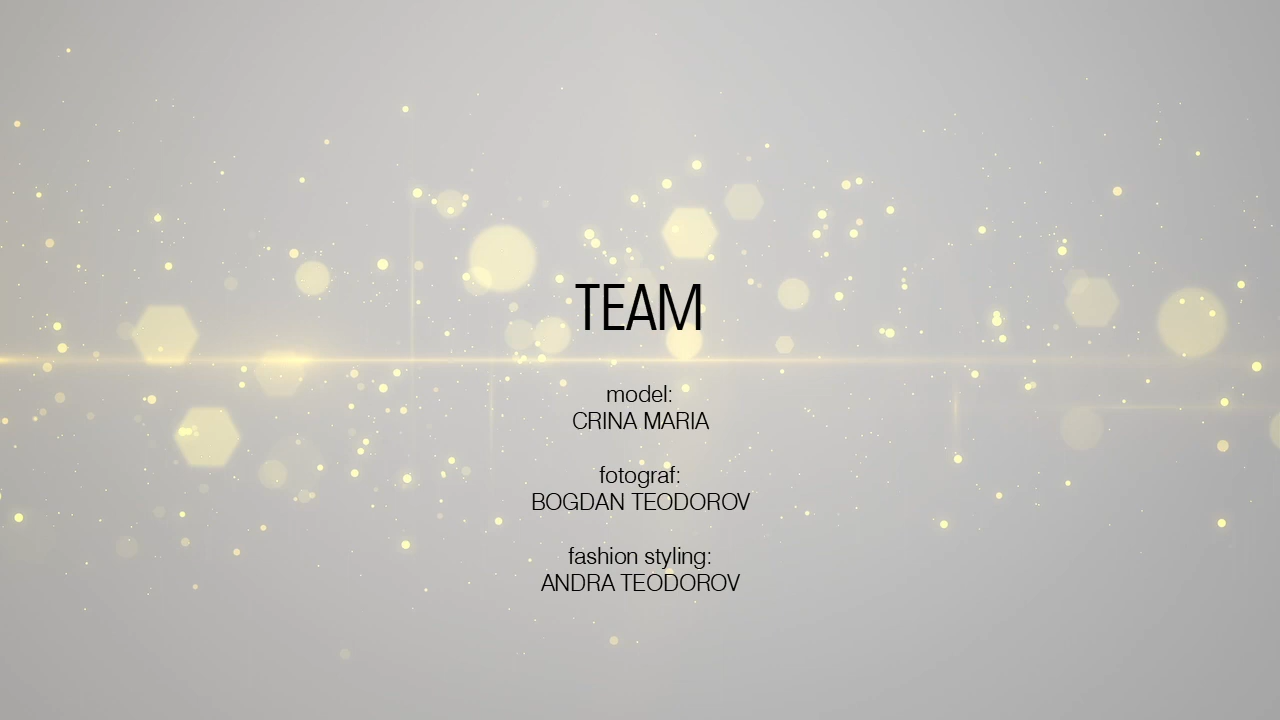 TEAM
model:
CRINA MARIA
fotograf:
BOGDAN TEODOROV
fashion styling:
ANDRA TEODOROV